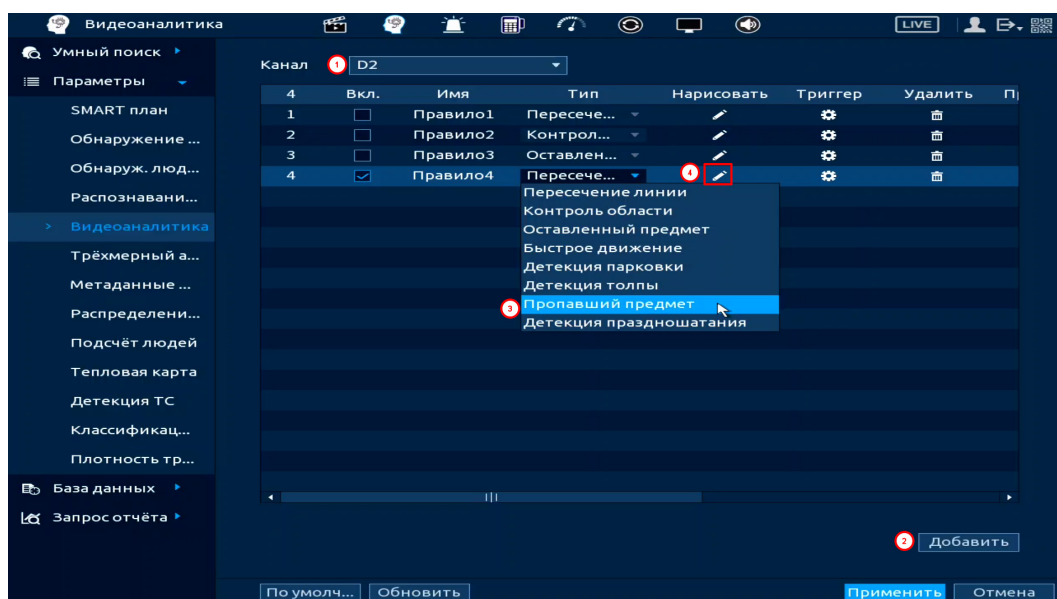 Видеоаналитика LIVE
Умный поиск
Параметры
SMART план
Обнаружение ...
Обнаруж. люд...
Распознавани...
Видеоаналитика
Трёхмерный а...
Метаданные ...
Распределени...
Подсчёт людей
Тепловая карта
Детекция ТС
Классификац...
Плотность тр...
База данных
Запрос отчёта
Канал 1 D2
4 Вкл. Имя Тип Нарисовать Триггер Удалить
1 Правило1 Пересече...
2 Правило2 Контрол...
3 Правило3 Оставлен...
4 Правило4 Пересече... 4
Пересечение линии
Контроль области
Оставленный предмет
Быстрое движение
Детекция парковки
Детекция толпы
3 Пропавший предмет
Детекция праздношатания
2 Добавить
По умолч... Обновить Применить Отмена